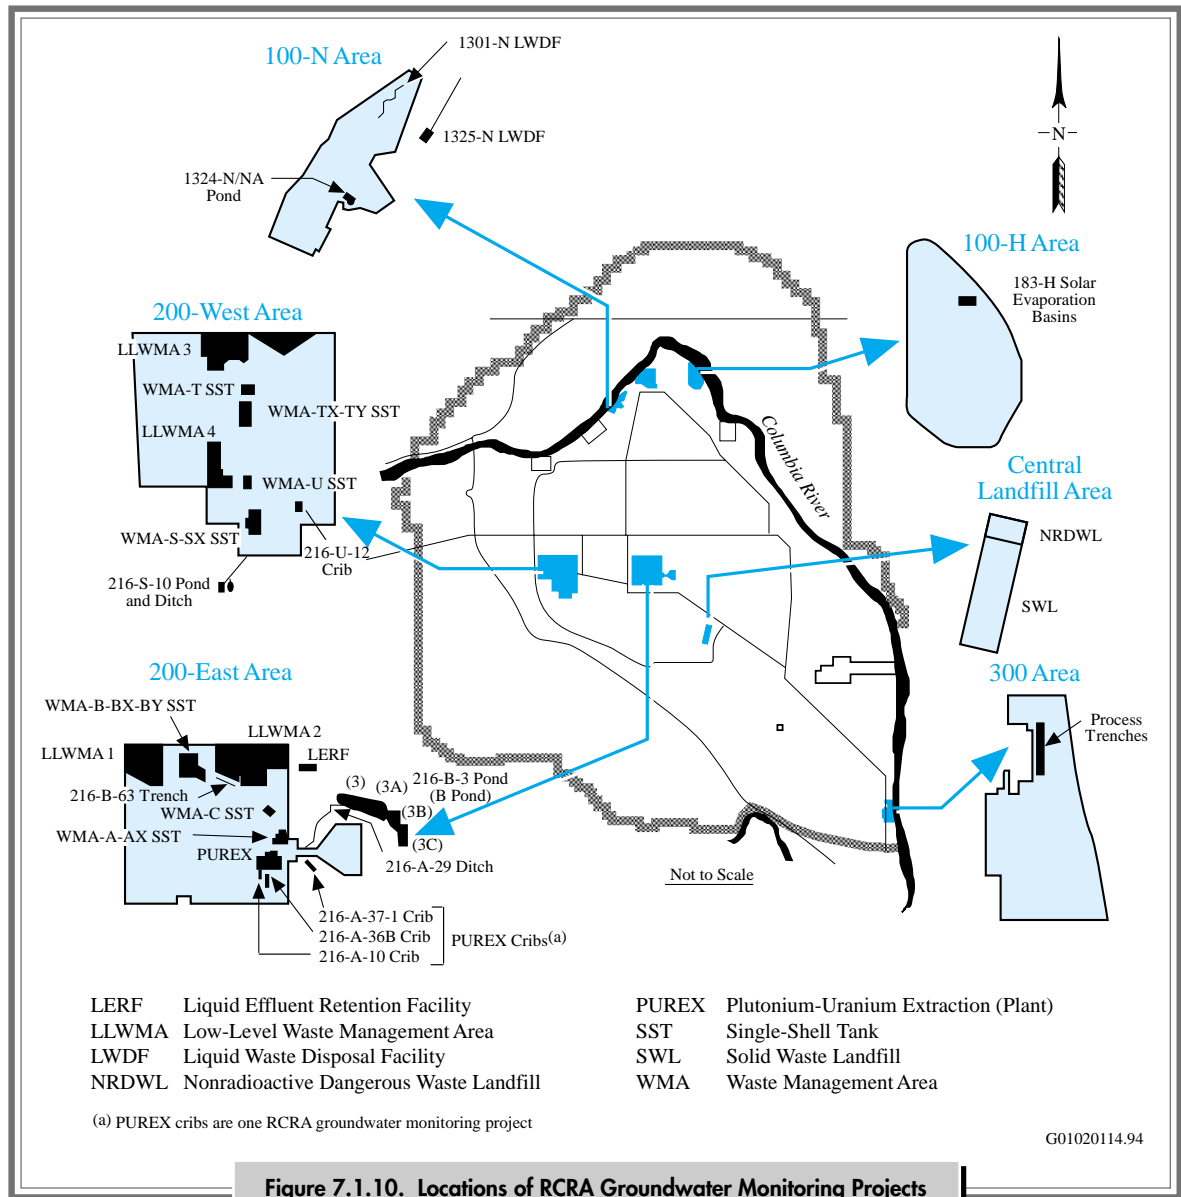 100-N Area
1301-N LWDF
1325-N LWDF
1324-N/NA
Pond
N
100-H Area
183-H Solar
Evaporation
Basins
200-West Area
LLWMA 3
WMA-T SST
WMA-TX-TY SST
LLWMA 4
WMA-U SST
WMA-S-SX SST
216-U-12
Crib
216-S-10 Pond
and Ditch
Columbia River
Central
Landfill Area
NRDWL
SWL
200-East Area
WMA-B-BX-BY SST
LLWMA 2
LLWMA 1
LERF
216-B-63 Trench
WMA-C SST
WMA-A-AX SST
PUREX
(3)
(3A)
216-B-3 Pond
(B Pond)
(3B)
(3C)
216-A-29 Ditch
216-A-37-1 Crib
216-A-36B Crib
216-A-10 Crib
PUREX Cribs(a)
300 Area
Process
Trenches
Not to Scale
LERF Liquid Effluent Retention Facility
LLWMA Low-Level Waste Management Area
LWDF Liquid Waste Disposal Facility
NRDWL Nonradioactive Dangerous Waste Landfill
PUREX Plutonium-Uranium Extraction (Plant)
SST Single-Shell Tank
SWL Solid Waste Landfill
WMA Waste Management Area
(a) PUREX cribs are one RCRA groundwater monitoring project
G01020114.94
Figure 7.1.10. Locations of RCRA Groundwater Monitoring Projects